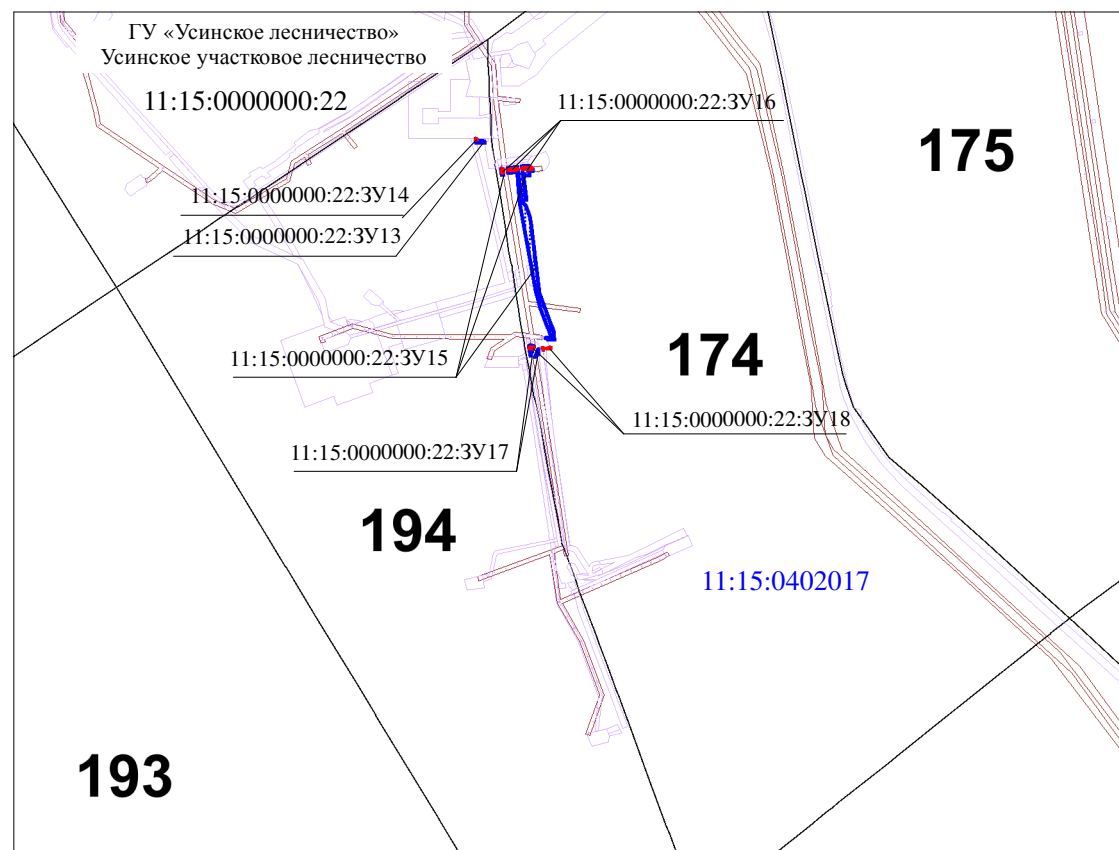 ГУ «Усинское лесничество»
Усинское участковое лесничество
11:15:0000000:22
11:15:0000000:22:ЗУ16
175
11:15:0000000:22:ЗУ14
11:15:0000000:22:ЗУ13
11:15:0000000:22:ЗУ15
174
11:15:0000000:22:ЗУ18
11:15:0000000:22:ЗУ17
194
11:15:0402017
193